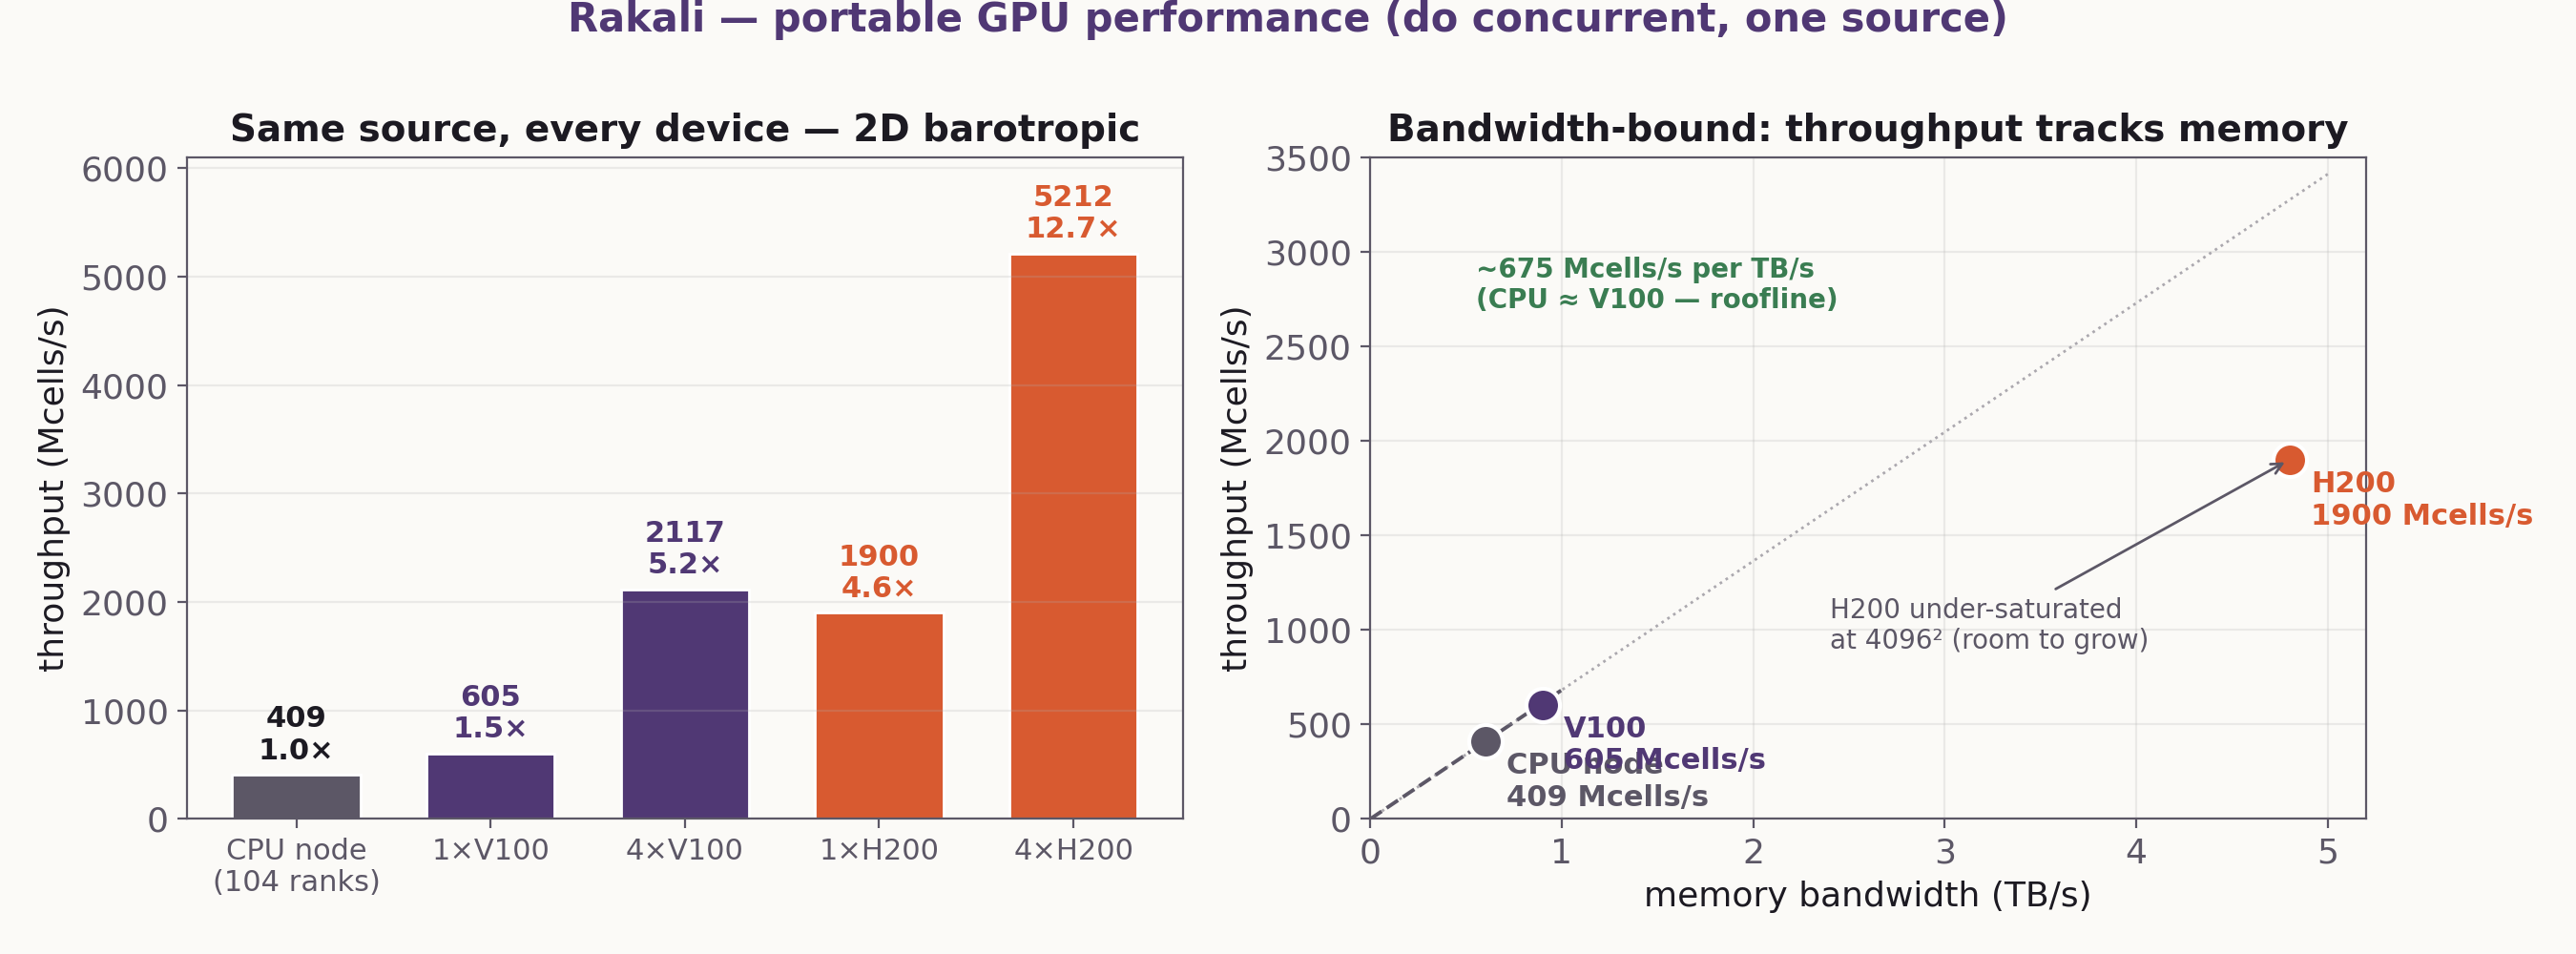 Rakali — portable GPU performance (do concurrent, one source)
Same source, every device — 2D barotropic
throughput (Mcells/s)
6000
5000
4000
3000
2000
1000
0
409
1.0×
605
1.5×
2117
5.2×
1900
4.6×
5212
12.7×
CPU node
(104 ranks)
1×V100
4×V100
1×H200
4×H200
Bandwidth-bound: throughput tracks memory
throughput (Mcells/s)
3500
3000
2500
2000
1500
1000
500
0
~675 Mcells/s per TB/s
(CPU ≈ V100 — roofline)
H200
1900 Mcells/s
H200 under-saturated
at 4096² (room to grow)
V100
605 Mcells/s
CPU node
409 Mcells/s
0
1
2
3
4
5
memory bandwidth (TB/s)